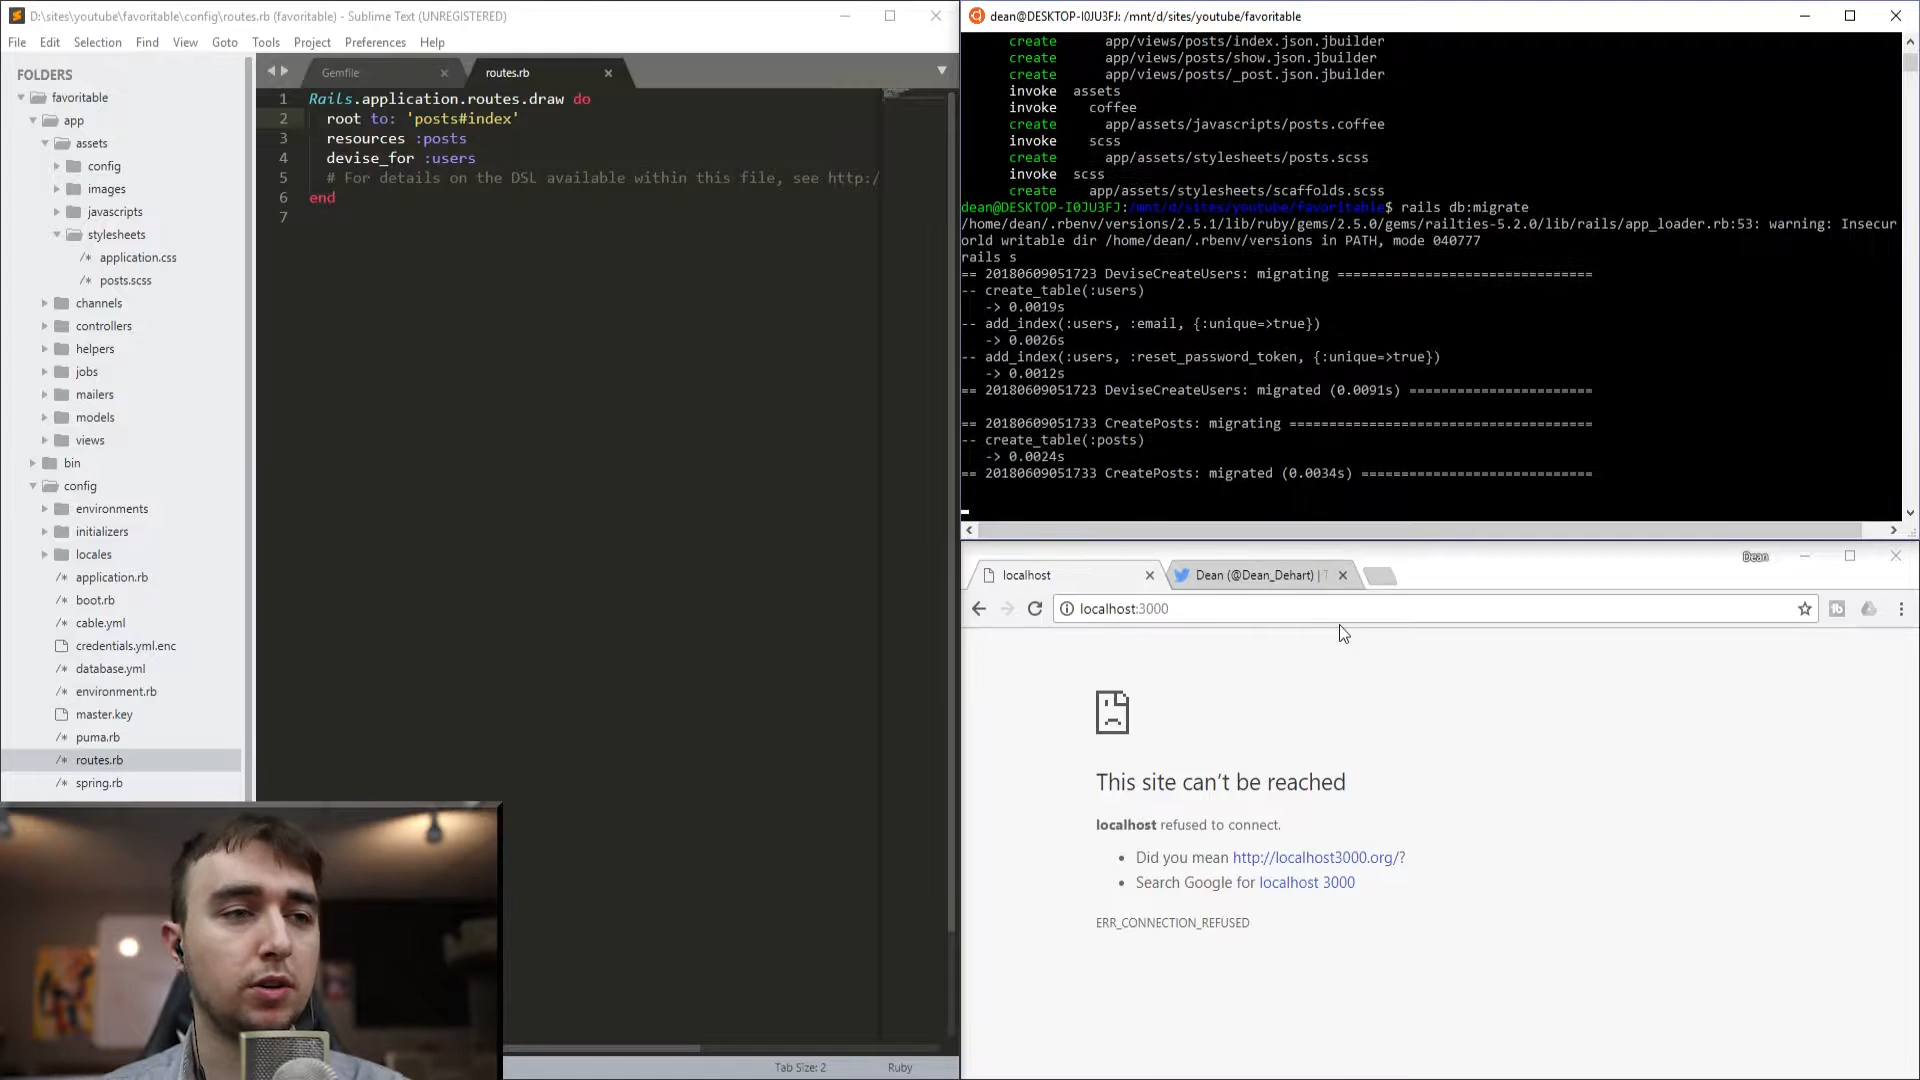 D:\sites\youtube\favoritable\config\routes.rb (favoritable) - Sublime Text (UNREGISTERED)
File Edit Selection Find View Goto Tools Project Preferences Help
FOLDERS
favoritable
app
assets
config
images
javascripts
stylesheets
/* application.css
/* posts.scss
channels
controllers
helpers
jobs
mailers
models
views
bin
config
environments
initializers
locales
/* application.rb
/* boot.rb
/* cable.yml
credentials.yml.enc
/* database.yml
/* environment.rb
master.key
/* puma.rb
/* routes.rb
/* spring.rb
Gemfile
routes.rb
1 Rails.application.routes.draw do
2 root to: 'posts#index'
3 resources :posts
4 devise_for :users
5 # For details on the DSL available within this file, see http:/
6 end
7
Tab Size: 2 Ruby
dean@DESKTOP-I0JU3FJ: /mnt/d/sites/youtube/favoritable
create app/views/posts/index.json.jbuilder
create app/views/posts/show.json.jbuilder
create app/views/posts/_post.json.jbuilder
invoke assets
invoke coffee
create app/assets/javascripts/posts.coffee
invoke scss
create app/assets/stylesheets/posts.scss
invoke scss
create app/assets/stylesheets/scaffolds.scss
dean@DESKTOP-I0JU3FJ:/mnt/d/sites/youtube/favoritable$ rails db:migrate
/home/dean/.rbenv/versions/2.5.1/lib/ruby/gems/2.5.0/gems/railties-5.2.0/lib/rails/app_loader.rb:53: warning: Insecur
orld writable dir /home/dean/.rbenv/versions in PATH, mode 040777
rails s
== 20180609051723 DeviseCreateUsers: migrating ================================
-- create_table(:users)
-> 0.0019s
-- add_index(:users, :email, {:unique=>true})
-> 0.0026s
-- add_index(:users, :reset_password_token, {:unique=>true})
-> 0.0012s
== 20180609051723 DeviseCreateUsers: migrated (0.0091s) =======================
== 20180609051733 CreatePosts: migrating ======================================
-- create_table(:posts)
-> 0.0024s
== 20180609051733 CreatePosts: migrated (0.0034s) =============================
Dean
localhost
Dean (@Dean_Dehart) | T
localhost:3000
This site can't be reached
localhost refused to connect.
• Did you mean http://localhost3000.org/?
• Search Google for localhost 3000
ERR_CONNECTION_REFUSED